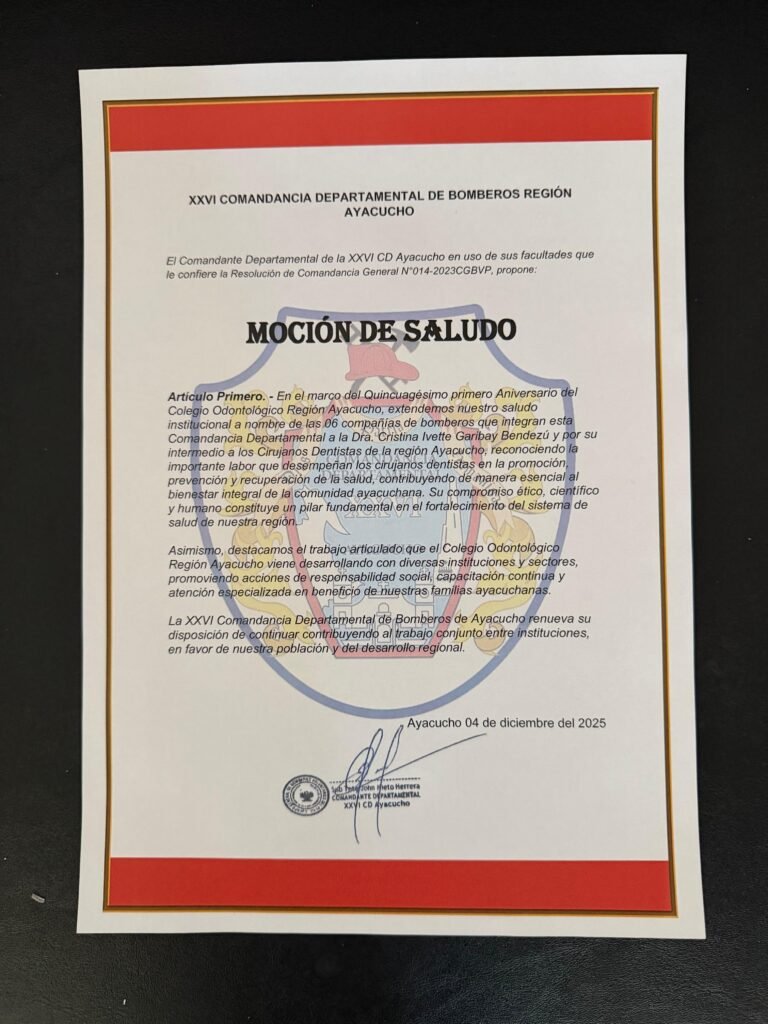 XXVI COMANDANCIA DEPARTAMENTAL DE BOMBEROS REGIÓN
AYACUCHO
El Comandante Departamental de la XXVI CD Ayacucho en uso de sus facultades que
le confiere la Resolución de Comandancia General N°014-2023CGBVP, propone:
MOCIÓN DE SALUDO
Artículo Primero. - En el marco del Quincuagésimo primero Aniversario del
Colegio Odontológico Región Ayacucho, extendemos nuestro saludo
institucional a nombre de las 06 compañías de bomberos que integran esta
Comandancia Departamental a la Dra. Cristina Ivette Garibay Bendezú y por su
intermedio a los Cirujanos Dentistas de la región Ayacucho, reconociendo la
importante labor que desempeñan los cirujanos dentistas en la promoción,
prevención y recuperación de la salud, contribuyendo de manera esencial al
bienestar integral de la comunidad ayacuchana. Su compromiso ético, científico
y humano constituye un pilar fundamental en el fortalecimiento del sistema de
salud de nuestra región.
Asimismo, destacamos el trabajo articulado que el Colegio Odontológico
Región Ayacucho viene desarrollando con diversas instituciones y sectores,
promoviendo acciones de responsabilidad social, capacitación continua y
atención especializada en beneficio de nuestras familias ayacuchanas.
La XXVI Comandancia Departamental de Bomberos de Ayacucho renueva su
disposición de continuar contribuyendo al trabajo conjunto entre instituciones,
en favor de nuestra población y del desarrollo regional.
COMANDANCIA
DEPARTAMENTAL
XXVI
Ayacucho 04 de diciembre del 2025
John Herrera
COMANDANTE DEPARTAMENTAL
XXVI CD Ayacucho